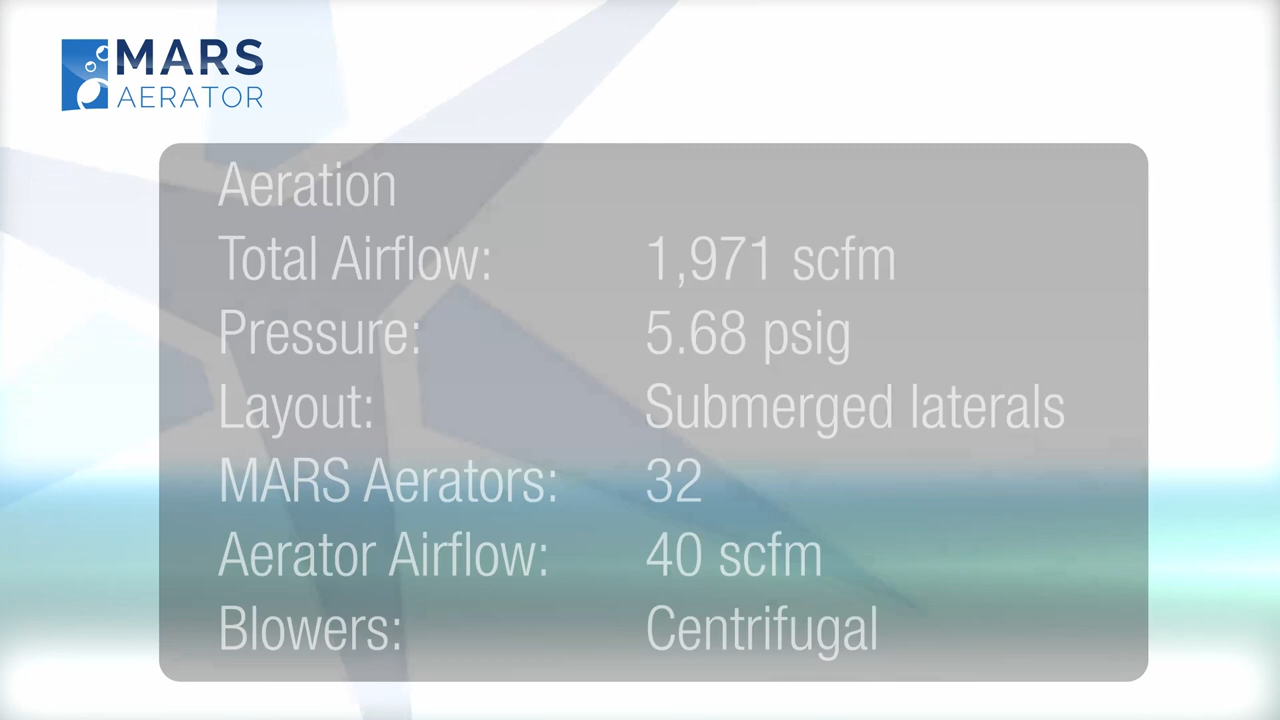 MARS
AERATOR
Aeration
Total Airflow: 1,971 scfm
Pressure: 5.68 psig
Layout: Submerged laterals
MARS Aerators: 32
Aerator Airflow: 40 scfm
Blowers: Centrifugal